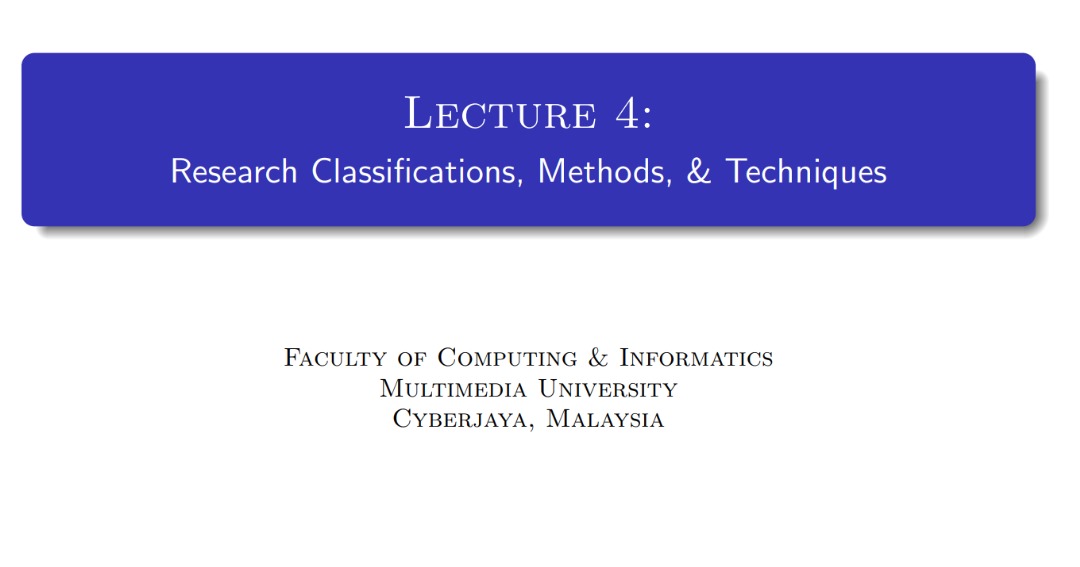 Lecture 4:
Research Classifications, Methods, & Techniques
Faculty of Computing & Informatics
Multimedia University
Cyberjaya, Malaysia